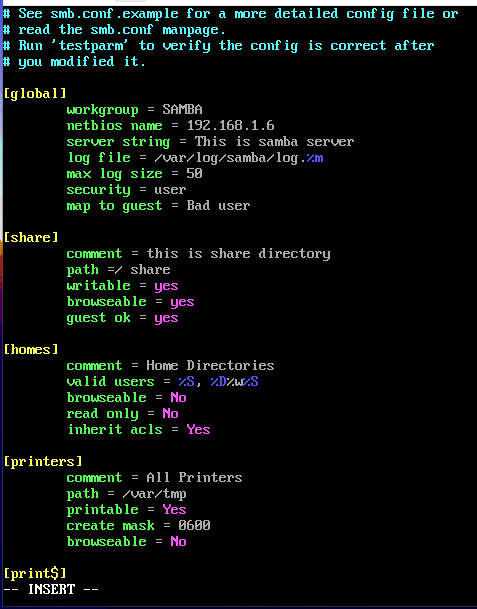 # See smb.conf.example for a more detailed config file or
# read the smb.conf manpage.
# Run 'testparm' to verify the config is correct after
# you modified it.

[global]
        workgroup = SAMBA
        netbios name = 192.168.1.6
        server string = This is samba server
        log file = /var/log/samba/log.%m
        max log size = 50
        security = user
        map to guest = Bad user

[share]
        comment = this is share directory
        path =/ share
        writable = yes
        browseable = yes
        guest ok = yes

[homes]
        comment = Home Directories
        valid users = %S, %D%w%S
        browseable = No
        read only = No
        inherit acls = Yes

[printers]
        comment = All Printers
        path = /var/tmp
        printable = Yes
        create mask = 0600
        browseable = No

[print$]
-- INSERT --